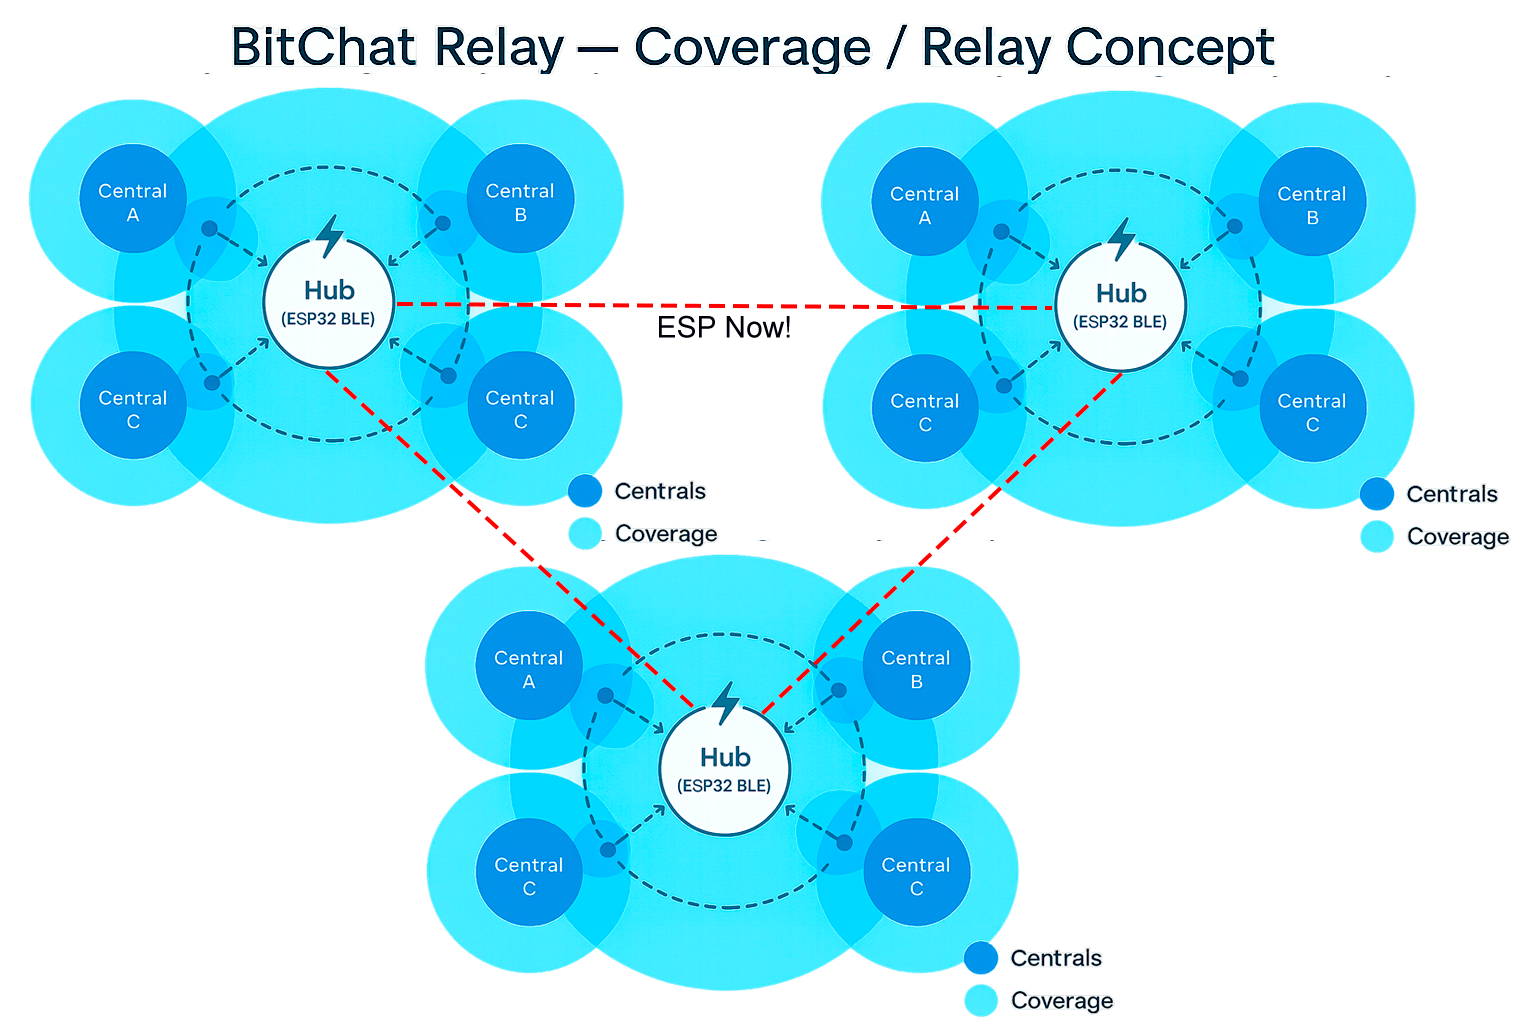 BitChat Relay — Coverage / Relay Concept
Central
A
Central
B
Hub
(ESP32 BLE)
Central
C
Central
C
Centrals
Coverage
ESP Now!
Central
A
Central
B
Hub
(ESP32 BLE)
Central
C
Central
C
Centrals
Coverage
Central
A
Central
B
Hub
(ESP32 BLE)
Central
C
Central
C
Centrals
Coverage